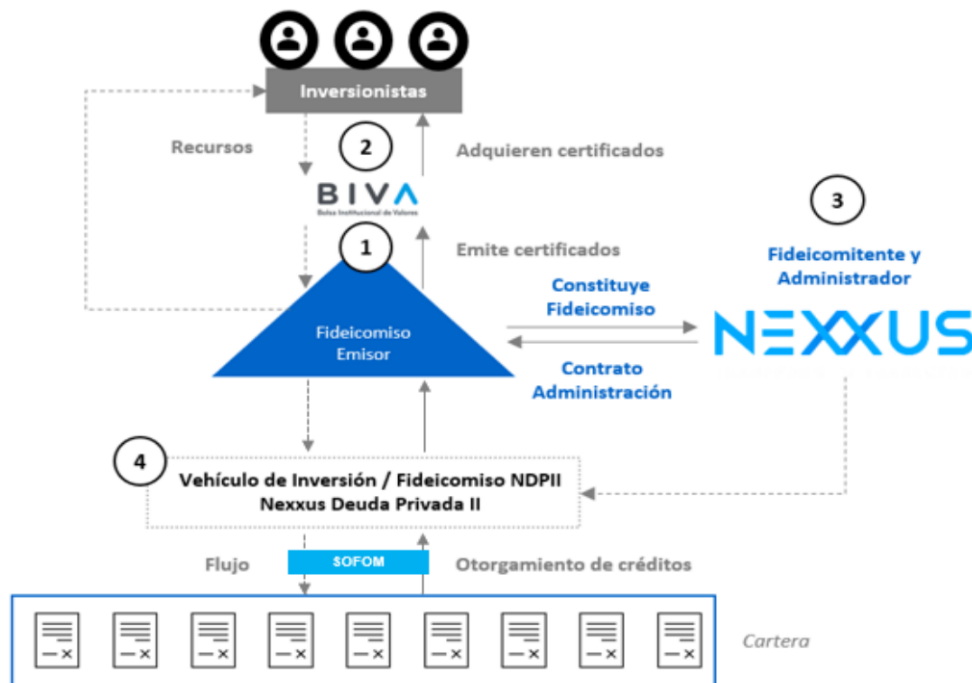 Inversionistas
Recursos
2
Adquieren certificados
BIVA
Bolsa Institucional de Valores
3
1
Emite certificados
Fideicomitente y
Administrador
Constituye
Fideicomiso
NEXXUS
Fideicomiso
Emisor
Contrato
Administración
4
Vehículo de Inversión / Fideicomiso NDPII
Nexxus Deuda Privada II
Flujo
SOFOM
Otorgamiento de créditos
Cartera